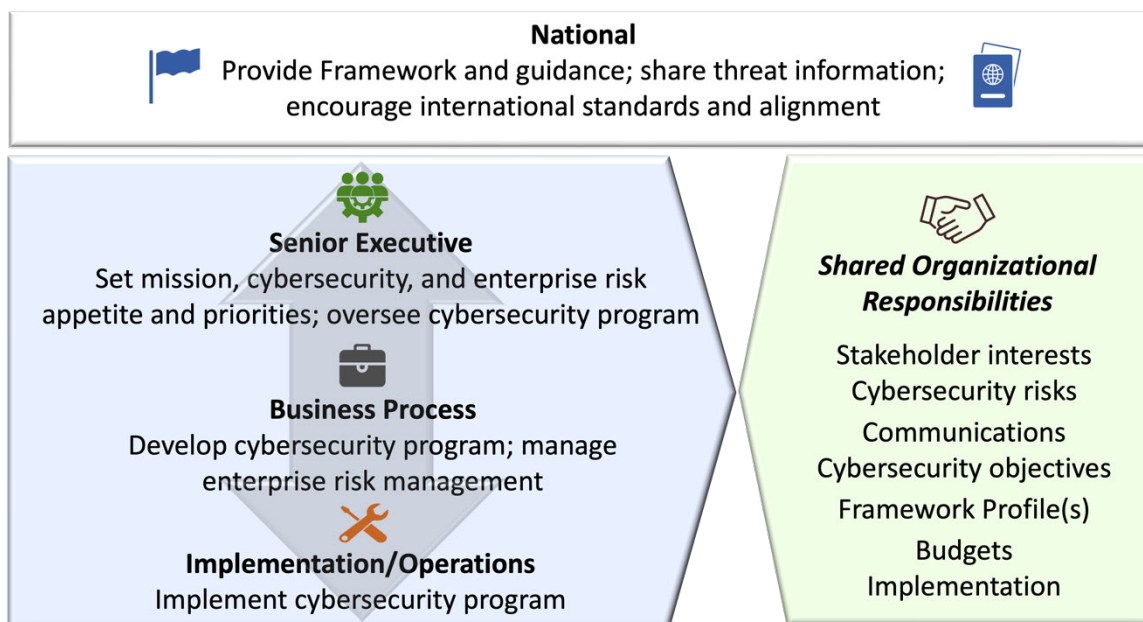 National
Provide Framework and guidance; share threat information;
encourage international standards and alignment
Senior Executive
Set mission, cybersecurity, and enterprise risk
appetite and priorities; oversee cybersecurity program
Business Process
Develop cybersecurity program; manage
enterprise risk management
Implementation/Operations
Implement cybersecurity program
Shared Organizational
Responsibilities
Stakeholder interests
Cybersecurity risks
Communications
Cybersecurity objectives
Framework Profile(s)
Budgets
Implementation